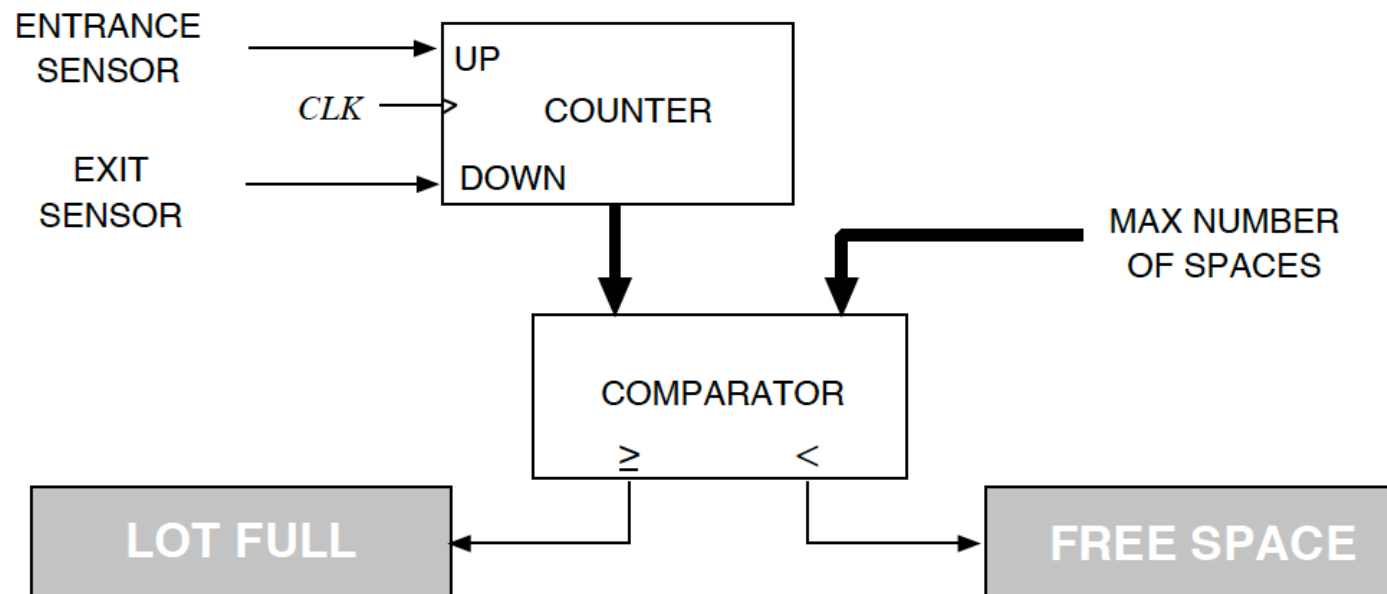 ENTRANCE
SENSOR
UP
CLK
COUNTER
EXIT
SENSOR
DOWN
MAX NUMBER
OF SPACES
COMPARATOR
≥ <
LOT FULL
FREE SPACE